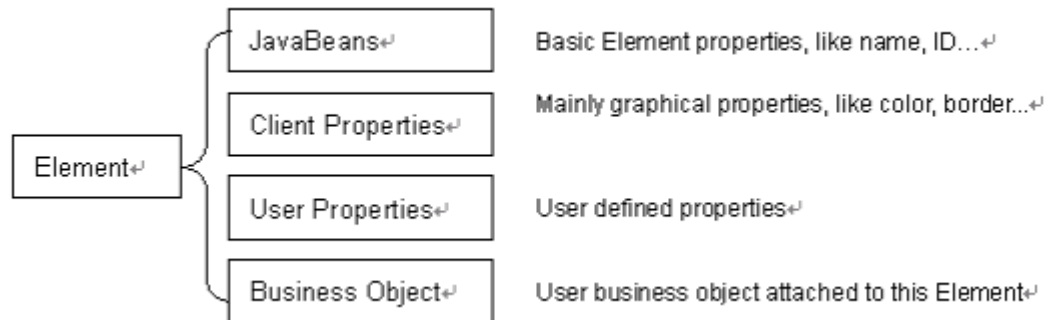 JavaBeans↵
Basic Element properties, like name, ID...↵
Client Properties↵
Mainly graphical properties, like color, border...↵
Element↵
User Properties↵
User defined properties↵
Business Object↵
User business object attached to this Element↵